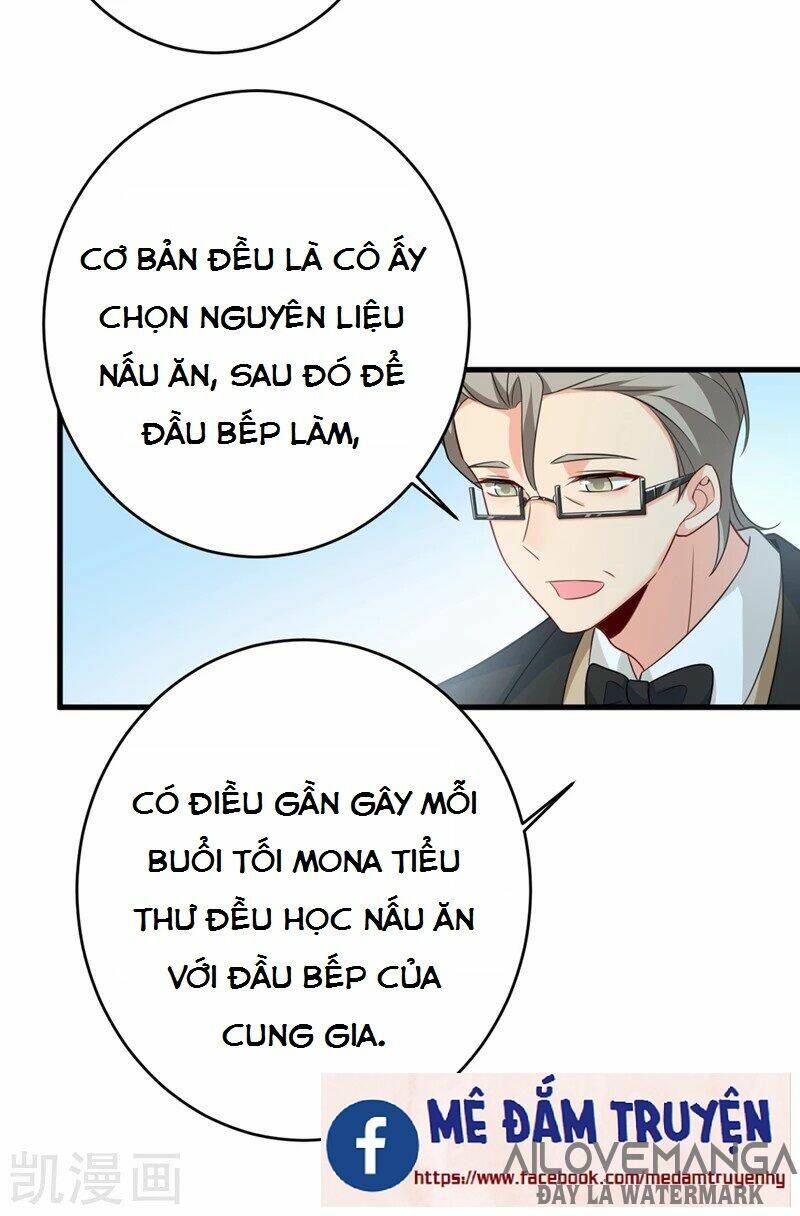 CƠ BẢN ĐỀU LÀ CÔ ẤY
CHỌN NGUYÊN LIỆU
NẤU ĂN, SAU ĐÓ ĐỂ
ĐẦU BẾP LÀM,
CÓ ĐIỀU GẦN GÂY MỖI
BUỔI TỐI MONA TIỂU
THƯ ĐỀU HỌC NẤU ĂN
VỚI ĐẦU BẾP CỦA
CUNG GIA.
MÊ ĐẮM TRUYỆN
https://www.facebook.com/medamtruyenhy
AILOVEMANGA
ĐÂY LÀ WATERMARK
凯漫画